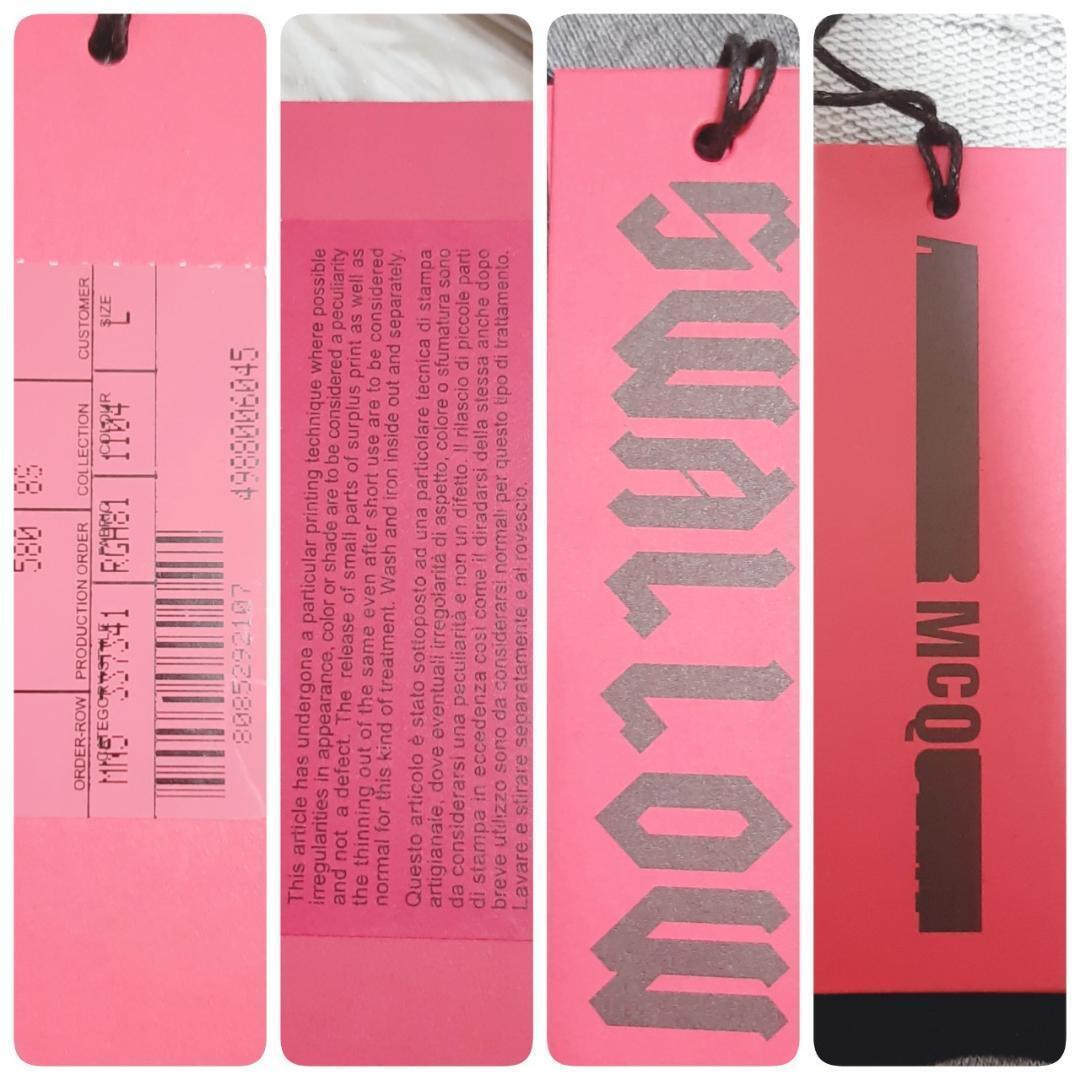 580
ORDER-ROW PRODUCTION ORDER COLLECTION CUSTOMER
COLOUR SIZE
RGH81 1104 L
8085292107 4988006045
This article has undergone a particular printing technique where possible
irregularities in appearance, color or shade are to be considered a peculiarity
and not a defect. The release of small parts of surplus print as well as
the thinning out of the same even after short use are to be considered
normal for this kind of treatment. Wash and iron inside out and separately.
Questo articolo è stato sottoposto ad una particolare tecnica di stampa
artigianale, dove eventuali irregolarità di aspetto, colore o sfumatura sono
da considerarsi una peculiarità e non un difetto. Il rilascio di piccole parti
di stampa in eccedenza così come il diradarsi della stessa anche dopo
breve utilizzo sono da considerarsi normali per questo tipo di trattamento.
Lavare e stirare separatamente e al rovescio.
SWALLOW
McQ